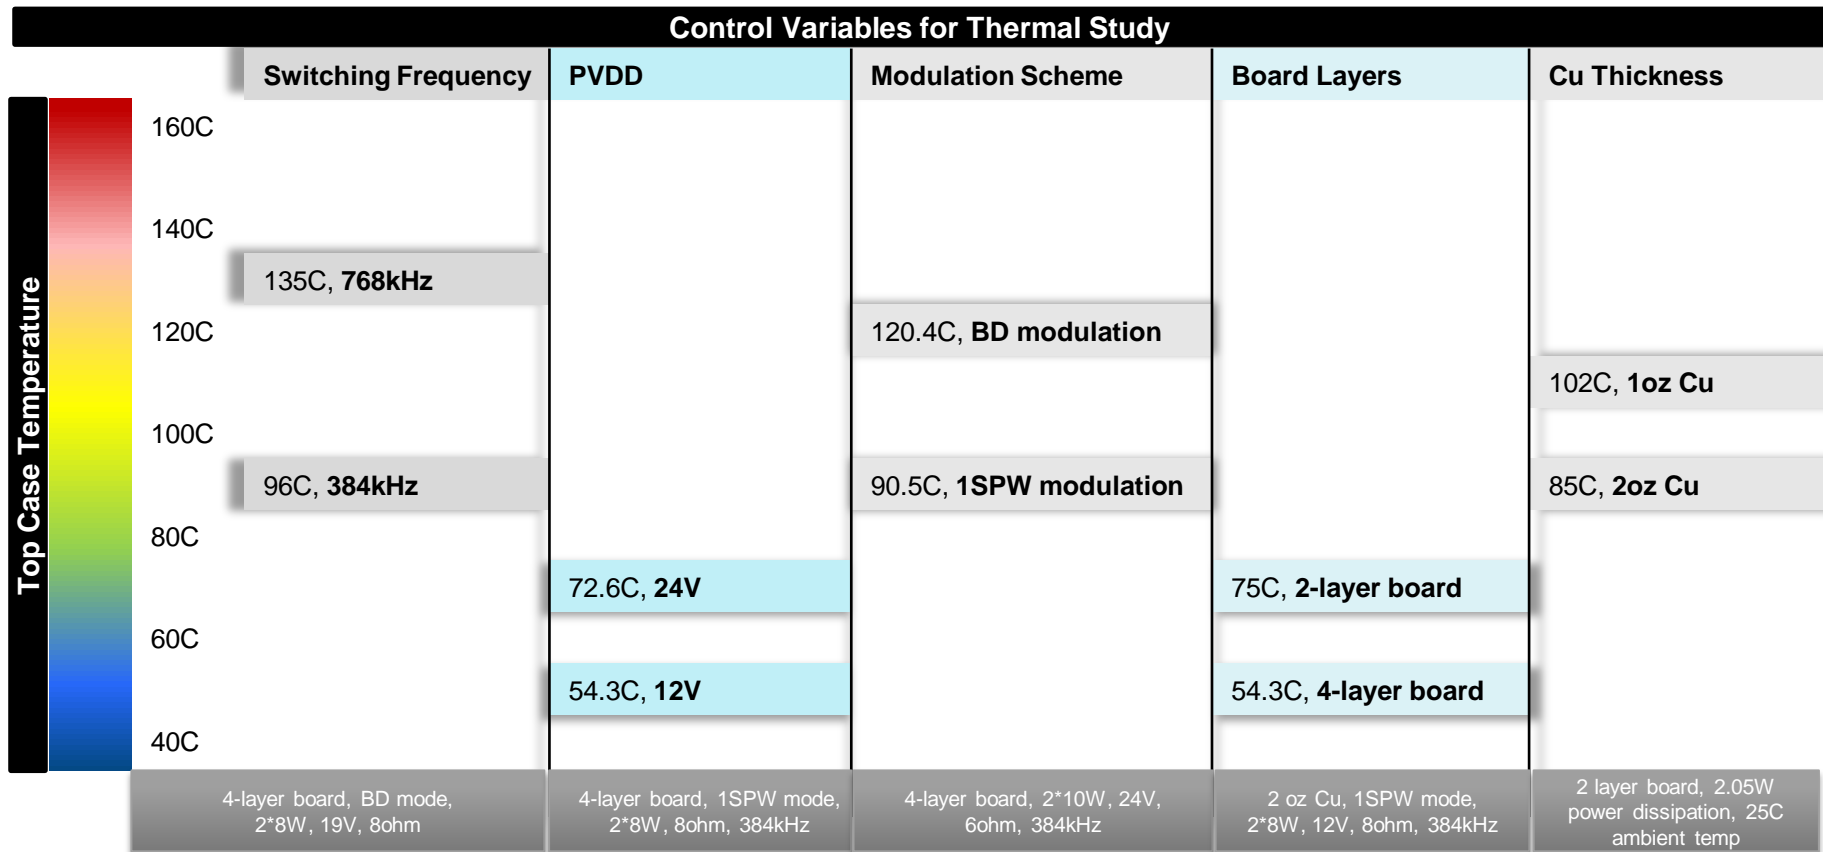 Control Variables for Thermal Study
Switching Frequency
PVDD
Modulation Scheme
Board Layers
Cu Thickness
Top Case Temperature
160C
140C
120C
100C
80C
60C
40C
135C, 768kHz
96C, 384kHz
72.6C, 24V
54.3C, 12V
120.4C, BD modulation
90.5C, 1SPW modulation
75C, 2-layer board
54.3C, 4-layer board
102C, 1oz Cu
85C, 2oz Cu
4-layer board, BD mode,
2*8W, 19V, 8ohm
4-layer board, 1SPW mode,
2*8W, 8ohm, 384kHz
4-layer board, 2*10W, 24V,
6ohm, 384kHz
2 oz Cu, 1SPW mode,
2*8W, 12V, 8ohm, 384kHz
2 layer board, 2.05W
power dissipation, 25C
ambient temp